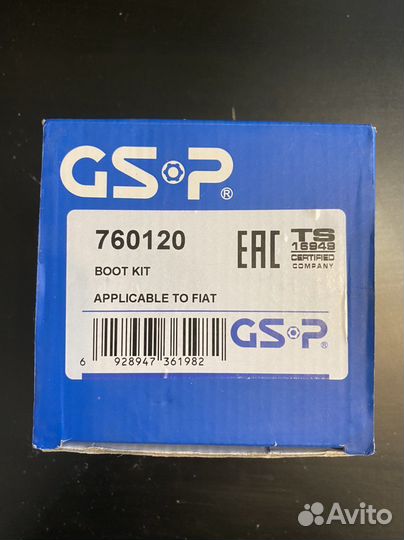 GSP®
760120
EAC
TS
16949
CERTIFIED
COMPANY
BOOT KIT
APPLICABLE TO FIAT
6 928947 361982
GSP®
Avito